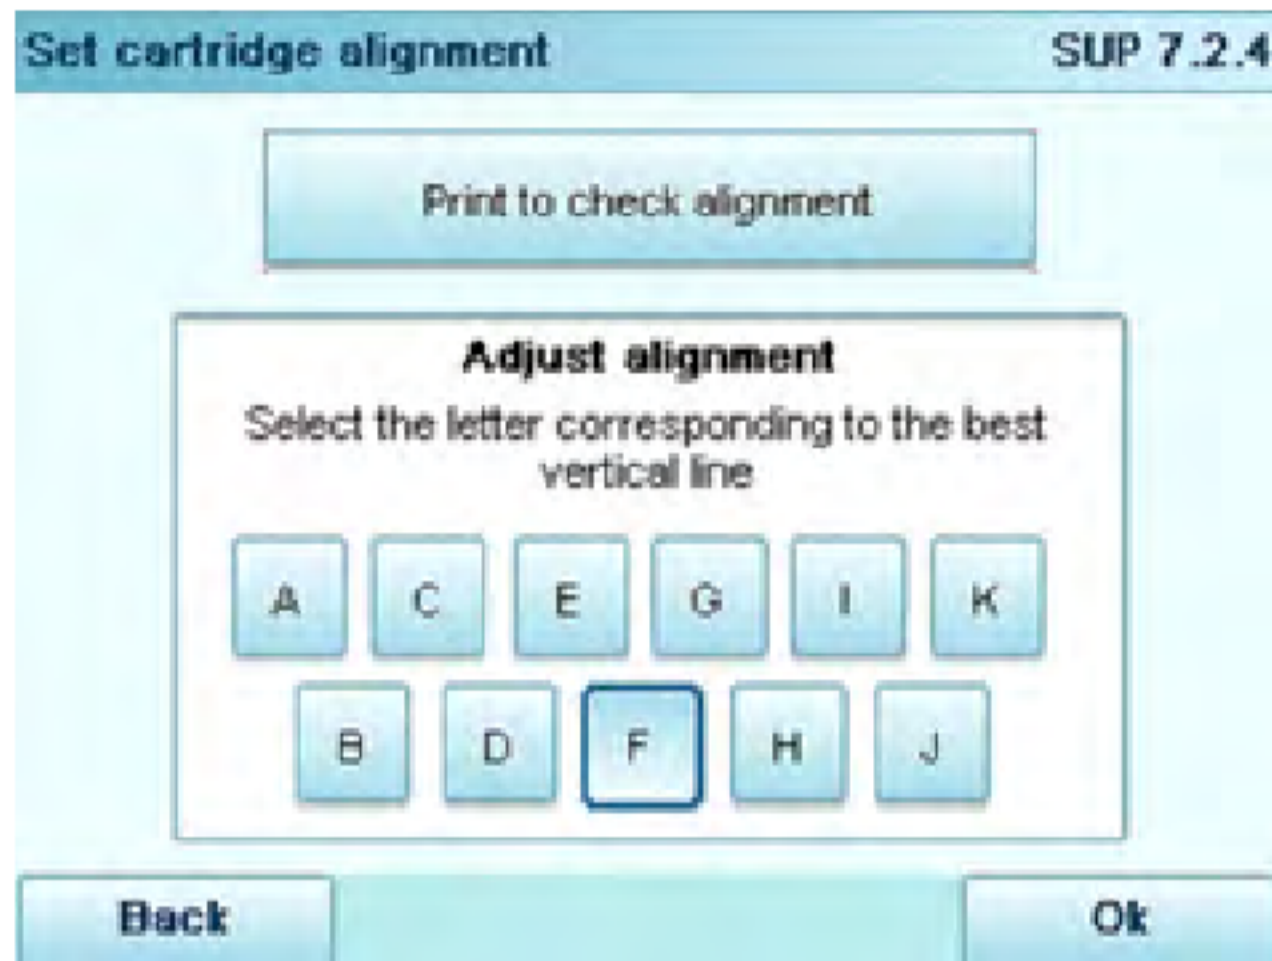 Set cartridge alignment SUP 7.2.4
Print to check alignment
Adjust alignment
Select the letter corresponding to the best
vertical line
A C E G I K
B D F H J
Back Ok